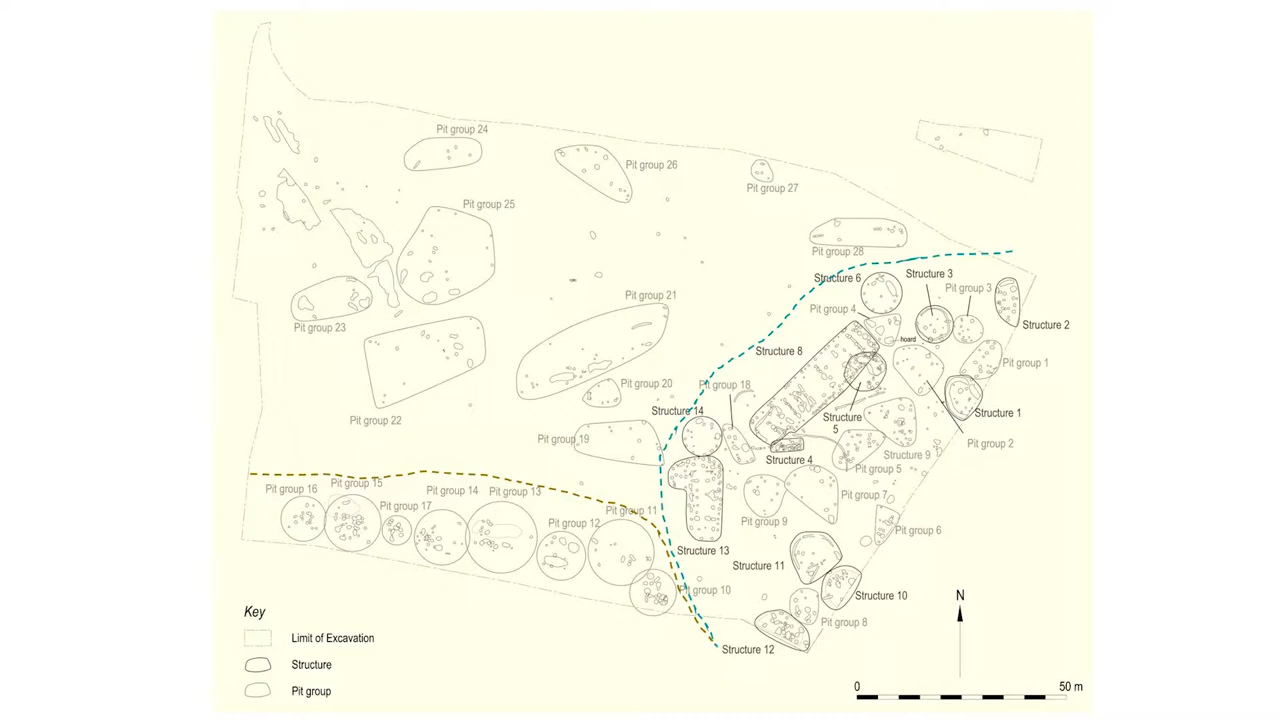 Pit group 24
Pit group 26
Pit group 27
Pit group 25
Pit group 28
Structure 6
Structure 3
Pit group 3
Pit group 21
Pit group 4
Pit group 23
Structure 2
hoard
Structure 8
Pit group 1
Pit group 20
Pit group 18
Structure 14
Structure 1
Pit group 22
Structure
5
Pit group 19
Pit group 2
Structure 4
Structure 9
Pit group 5
Pit group 16
Pit group 15
Pit group 14
Pit group 13
Pit group 7
Pit group 17
Pit group 11
Pit group 12
Pit group 9
Pit group 6
Structure 13
Structure 11
Pit group 10
Structure 10
N
Key
Pit group 8
Limit of Excavation
Structure 12
Structure
Pit group
0
50 m